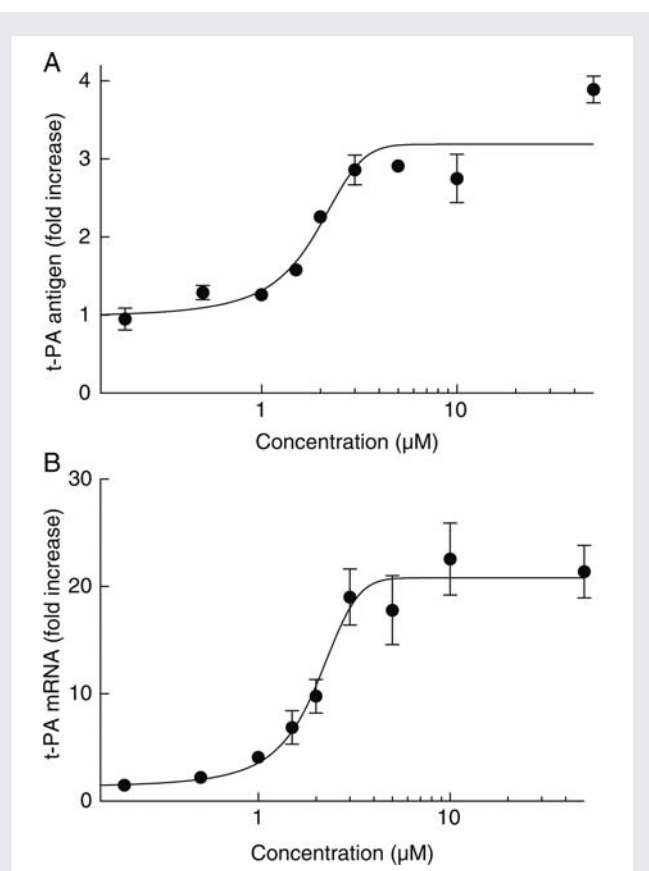 A
4
3
2
1
0
t-PA antigen (fold increase)
1 10
Concentration (µM)
B
30
20
10
0
t-PA mRNA (fold increase)
1 10
Concentration (µM)